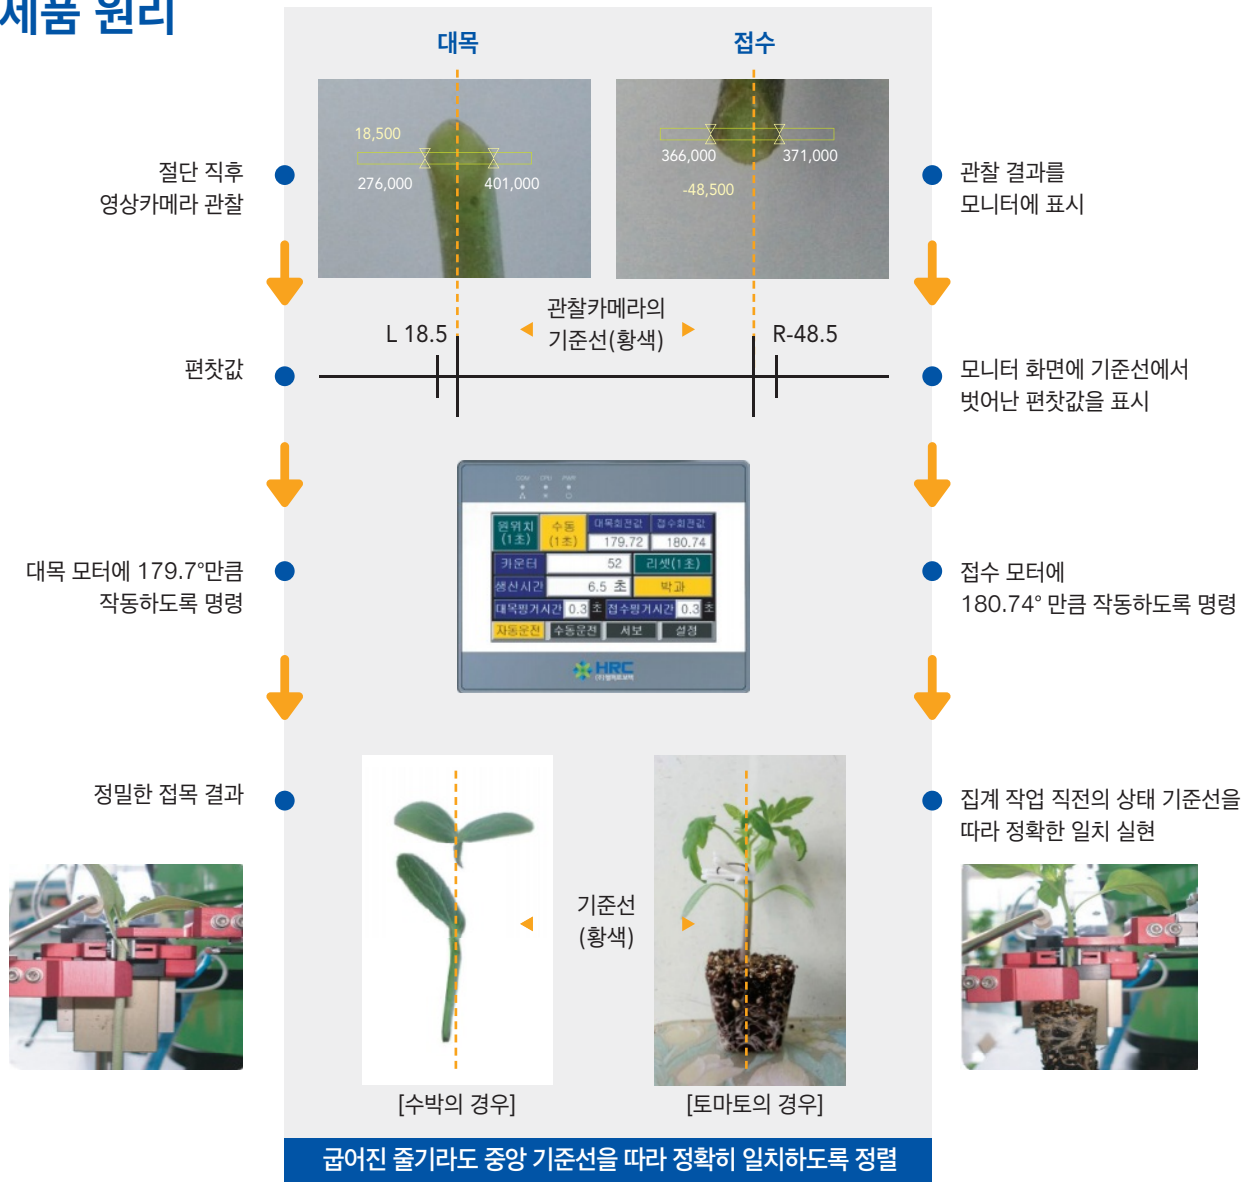 제품 원리
대목
접수
18,500
276,000
401,000
366,000
371,000
-48,500
절단 직후
영상카메라 관찰
관찰 결과를
모니터에 표시
관찰카메라의
기준선(황색)
L 18.5
R-48.5
편찻값
모니터 화면에 기준선에서
벗어난 편찻값을 표시
COM CPU PWR
원위치
(1초)
수동
(1초)
대목회전값
접수회전값
179.72
180.74
카운터
52
리셋(1초)
생산시간
6.5 초
박과
대목핑거시간 0.3 초
접수핑거시간 0.3 초
자동운전
수동운전
서보
설정
HRC
대목 모터에 179.7°만큼
작동하도록 명령
접수 모터에
180.74° 만큼 작동하도록 명령
정밀한 접목 결과
집계 작업 직전의 상태 기준선을
따라 정확한 일치 실현
기준선
(황색)
[수박의 경우]
[토마토의 경우]
굽어진 줄기라도 중앙 기준선을 따라 정확히 일치하도록 정렬